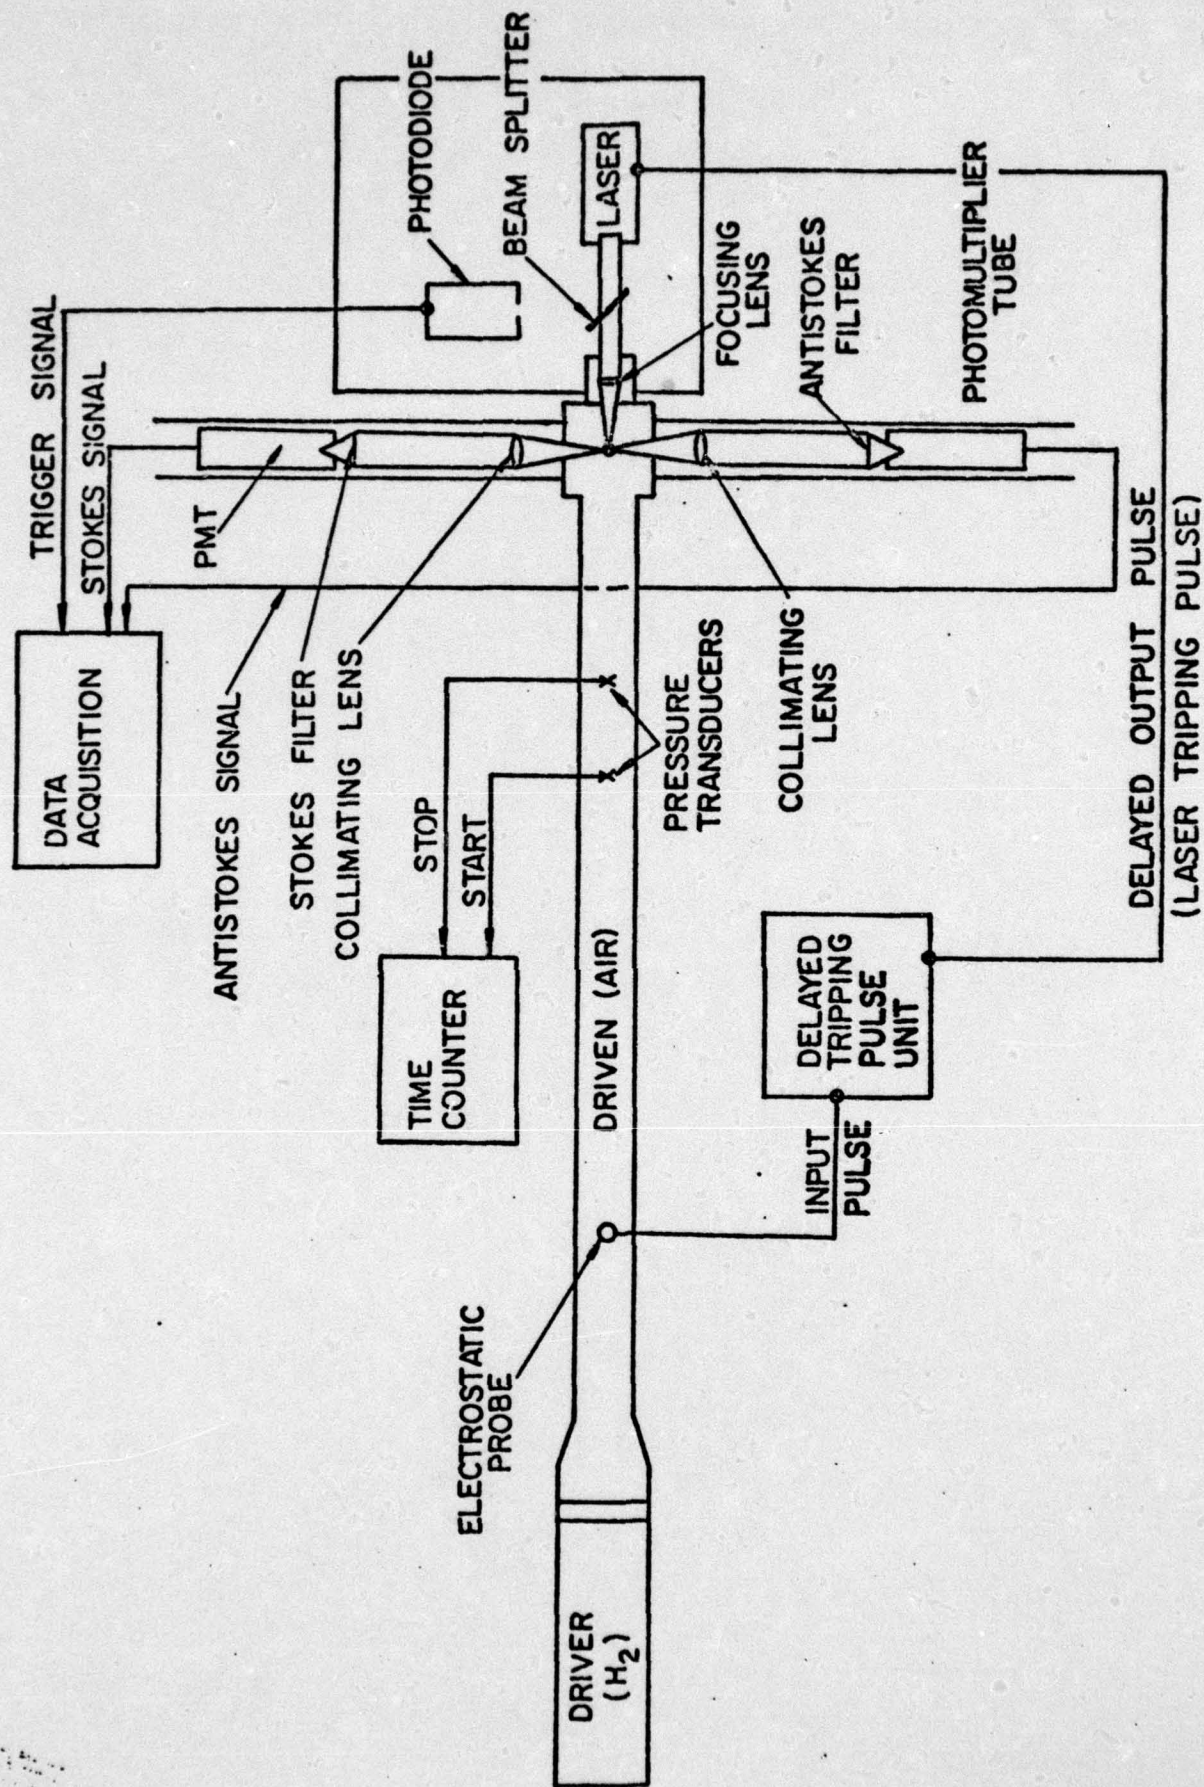 TRIGGER SIGNAL
STOKES SIGNAL
DATA
ACQUISITION
PMT
PHOTODIODE
BEAM SPLITTER
LASER
ANTISTOKES SIGNAL
STOKES FILTER
COLLIMATING LENS
FOCUSING
LENS
ANTISTOKES
FILTER
PHOTOMULTIPLIER
TUBE
STOP
START
TIME
COUNTER
PRESSURE
TRANSDUCERS
COLLIMATING
LENS
DRIVEN (AIR)
ELECTROSTATIC
PROBE
DRIVER
(H₂)
INPUT
PULSE
DELAYED
TRIPPING
PULSE
UNIT
DELAYED OUTPUT PULSE
(LASER TRIPPING PULSE)